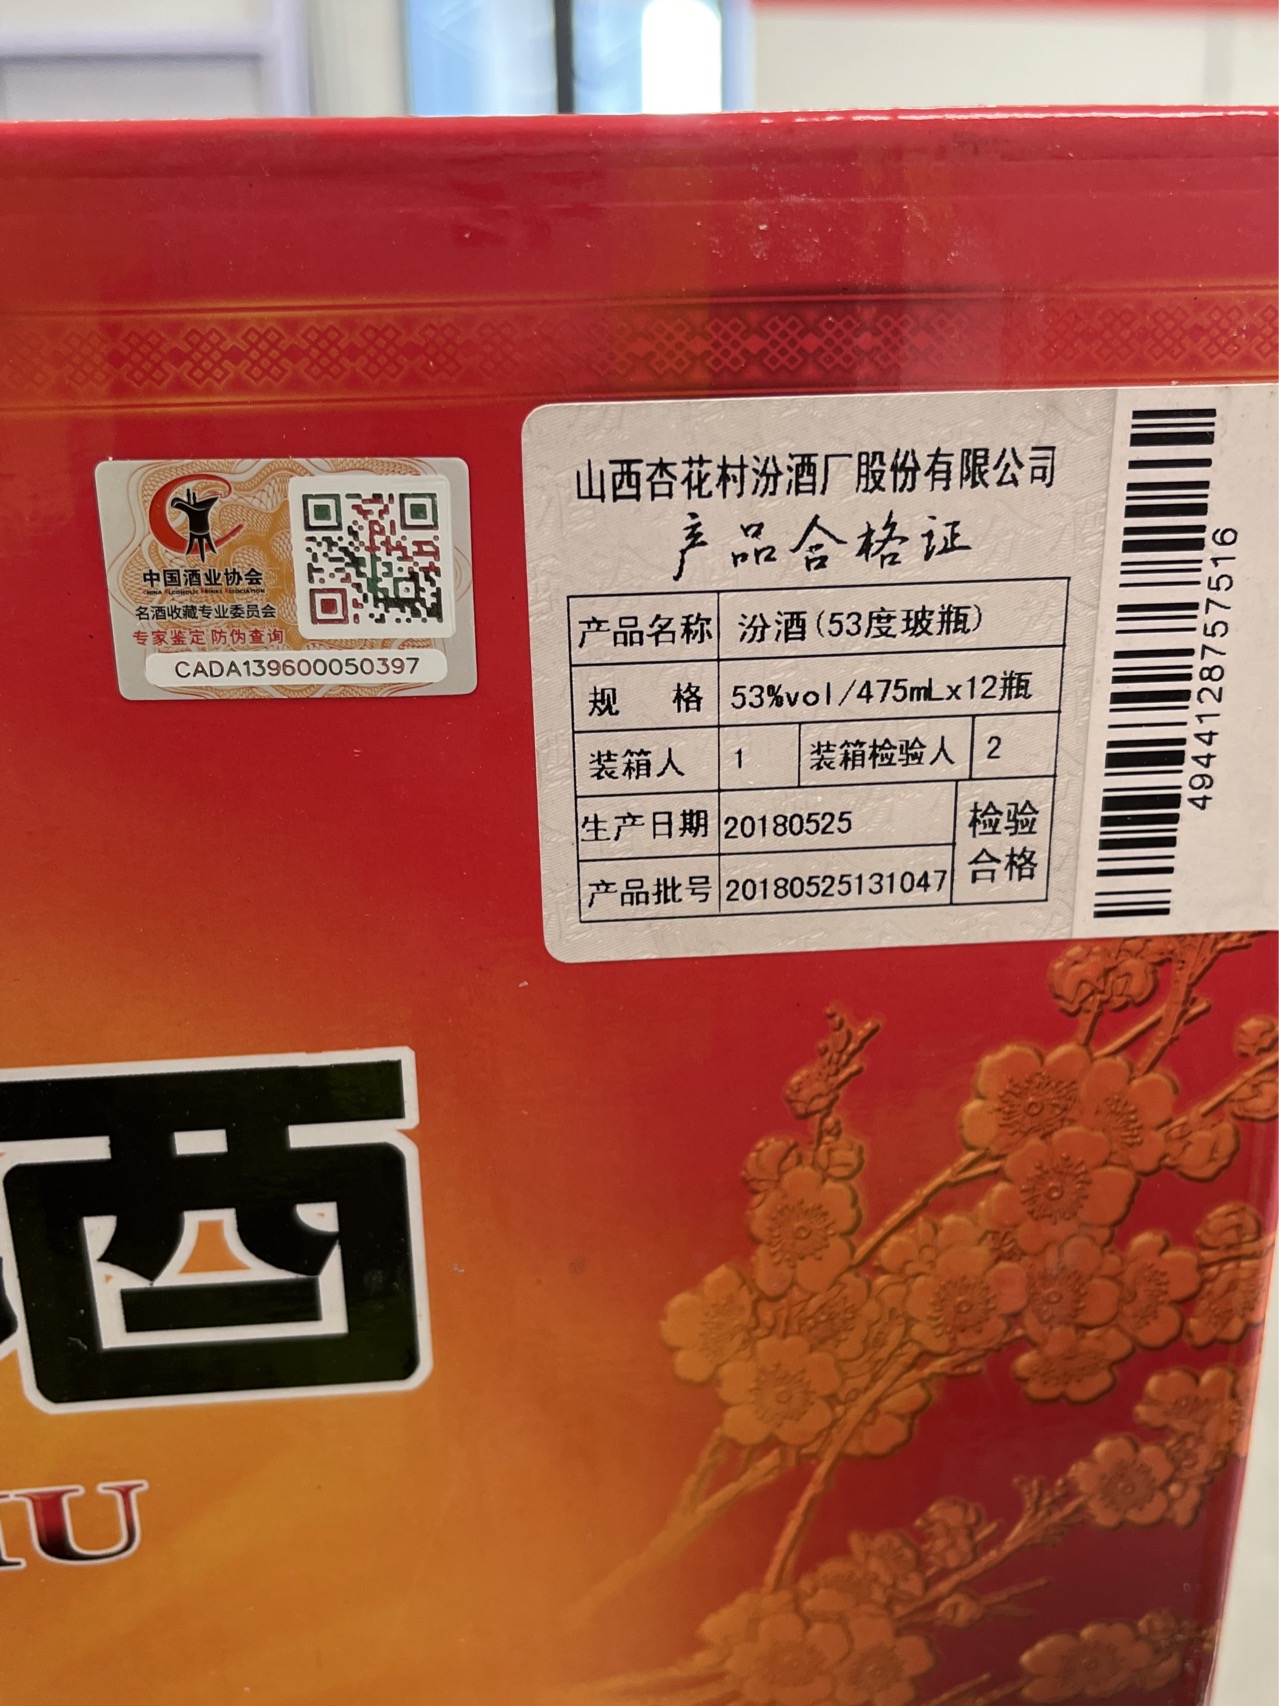 中国酒业协会
CHINA ALCOHOLIC DRINKS ASSOCIATION
名酒收藏专业委员会
专家鉴定 防伪查询
CADA139600050397
山西杏花村汾酒厂股份有限公司
产品合格证
产品名称 汾酒(53度玻瓶)
规 格 53%vol/475mLx12瓶
装箱人 1 装箱检验人 2
生产日期 20180525 检验合格
产品批号 20180525131047
4944128757516
酒
IU